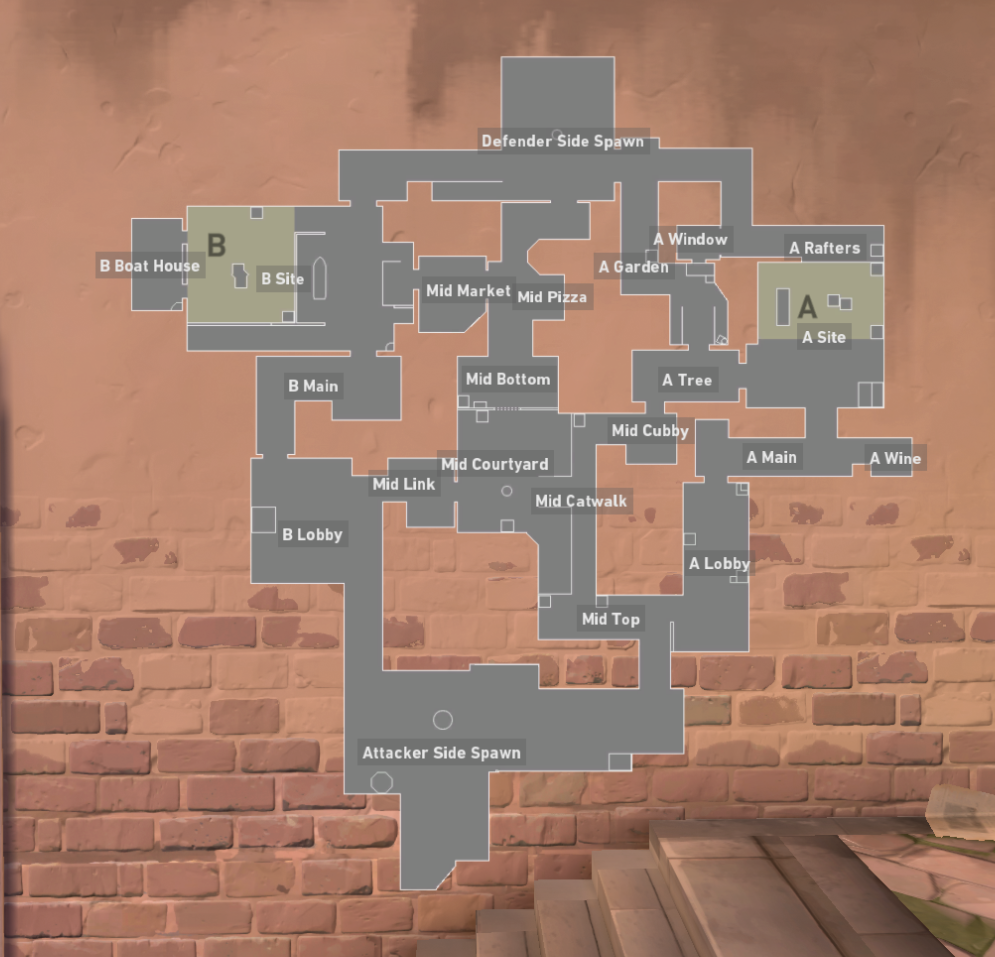 Defender Side Spawn
A Window
B
A Rafters
B Boat House
A Garden
B Site
Mid Market
Mid Pizza
A
A Site
Mid Bottom
A Tree
B Main
Mid Cubby
A Main
A Wine
Mid Courtyard
Mid Link
Mid Catwalk
B Lobby
A Lobby
Mid Top
Attacker Side Spawn